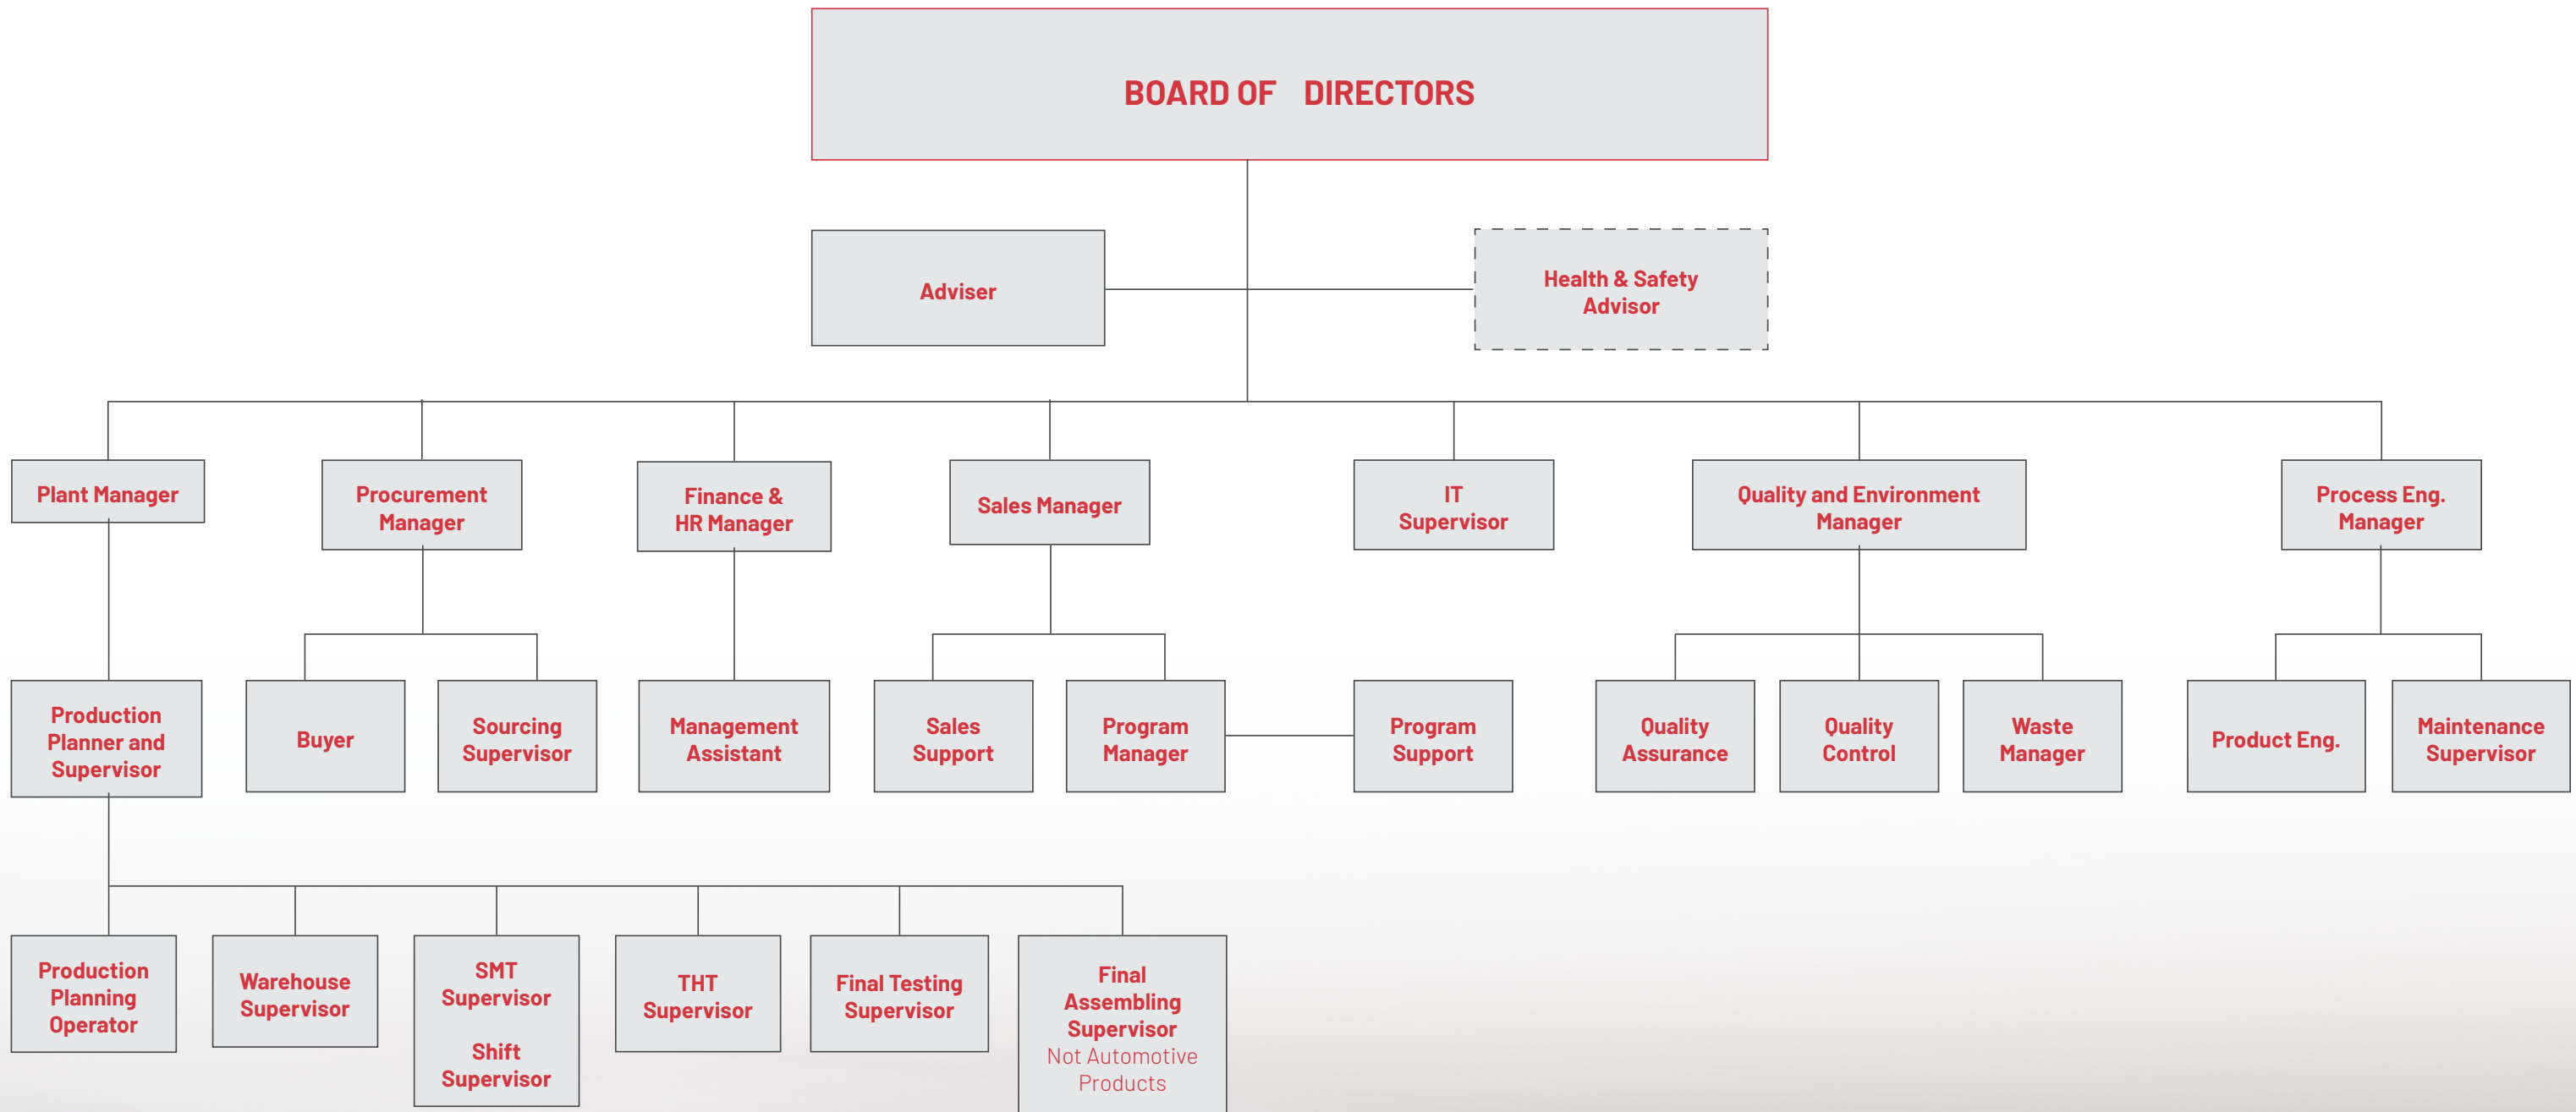 BOARD OF DIRECTORS
Adviser
Health & Safety
Advisor
Plant Manager
Procurement
Manager
Finance &
HR Manager
Sales Manager
IT
Supervisor
Quality and Environment
Manager
Process Eng.
Manager
Production
Planner and
Supervisor
Buyer
Sourcing
Supervisor
Management
Assistant
Sales
Support
Program
Manager
Program
Support
Quality
Assurance
Quality
Control
Waste
Manager
Product Eng.
Maintenance
Supervisor
Production
Planning
Operator
Warehouse
Supervisor
SMT
Supervisor
Shift
Supervisor
THT
Supervisor
Final Testing
Supervisor
Final
Assembling
Supervisor
Not Automotive
Products